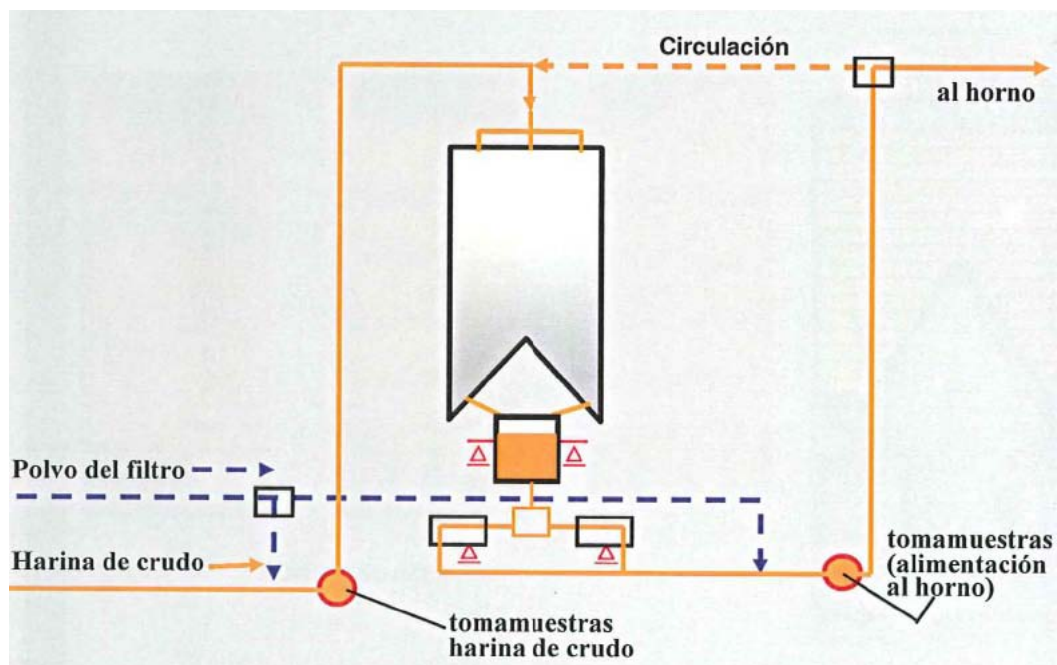 Circulación
al horno
Polvo del filtro
Harina de crudo
tomamuestras
(alimentación
al horno)
tomamuestras
harina de crudo